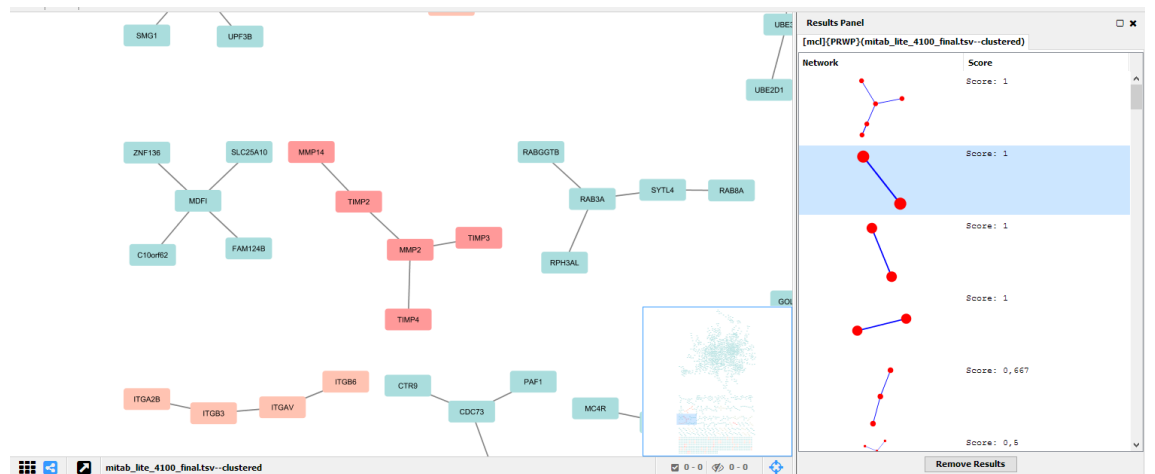 SMG1
UPF3B
UBE3
UBE2D1
ZNF136
SLC25A10
MMP14
RABGGTB
MDFI
TIMP2
RAB3A
SYTL4
RAB8A
C10orf62
FAM124B
MMP2
TIMP3
RPH3AL
TIMP4
GOL
ITGA2B
ITGB3
ITGAV
ITGB6
CTR9
CDC73
PAF1
MC4R
mitab_lite_4100_final.tsv--clustered
0 - 0
0 - 0
Results Panel
[mcl]{PRWP}(mitab_lite_4100_final.tsv--clustered)
Network Score
Score: 1
Score: 1
Score: 1
Score: 1
Score: 0,667
Score: 0,5
Remove Results